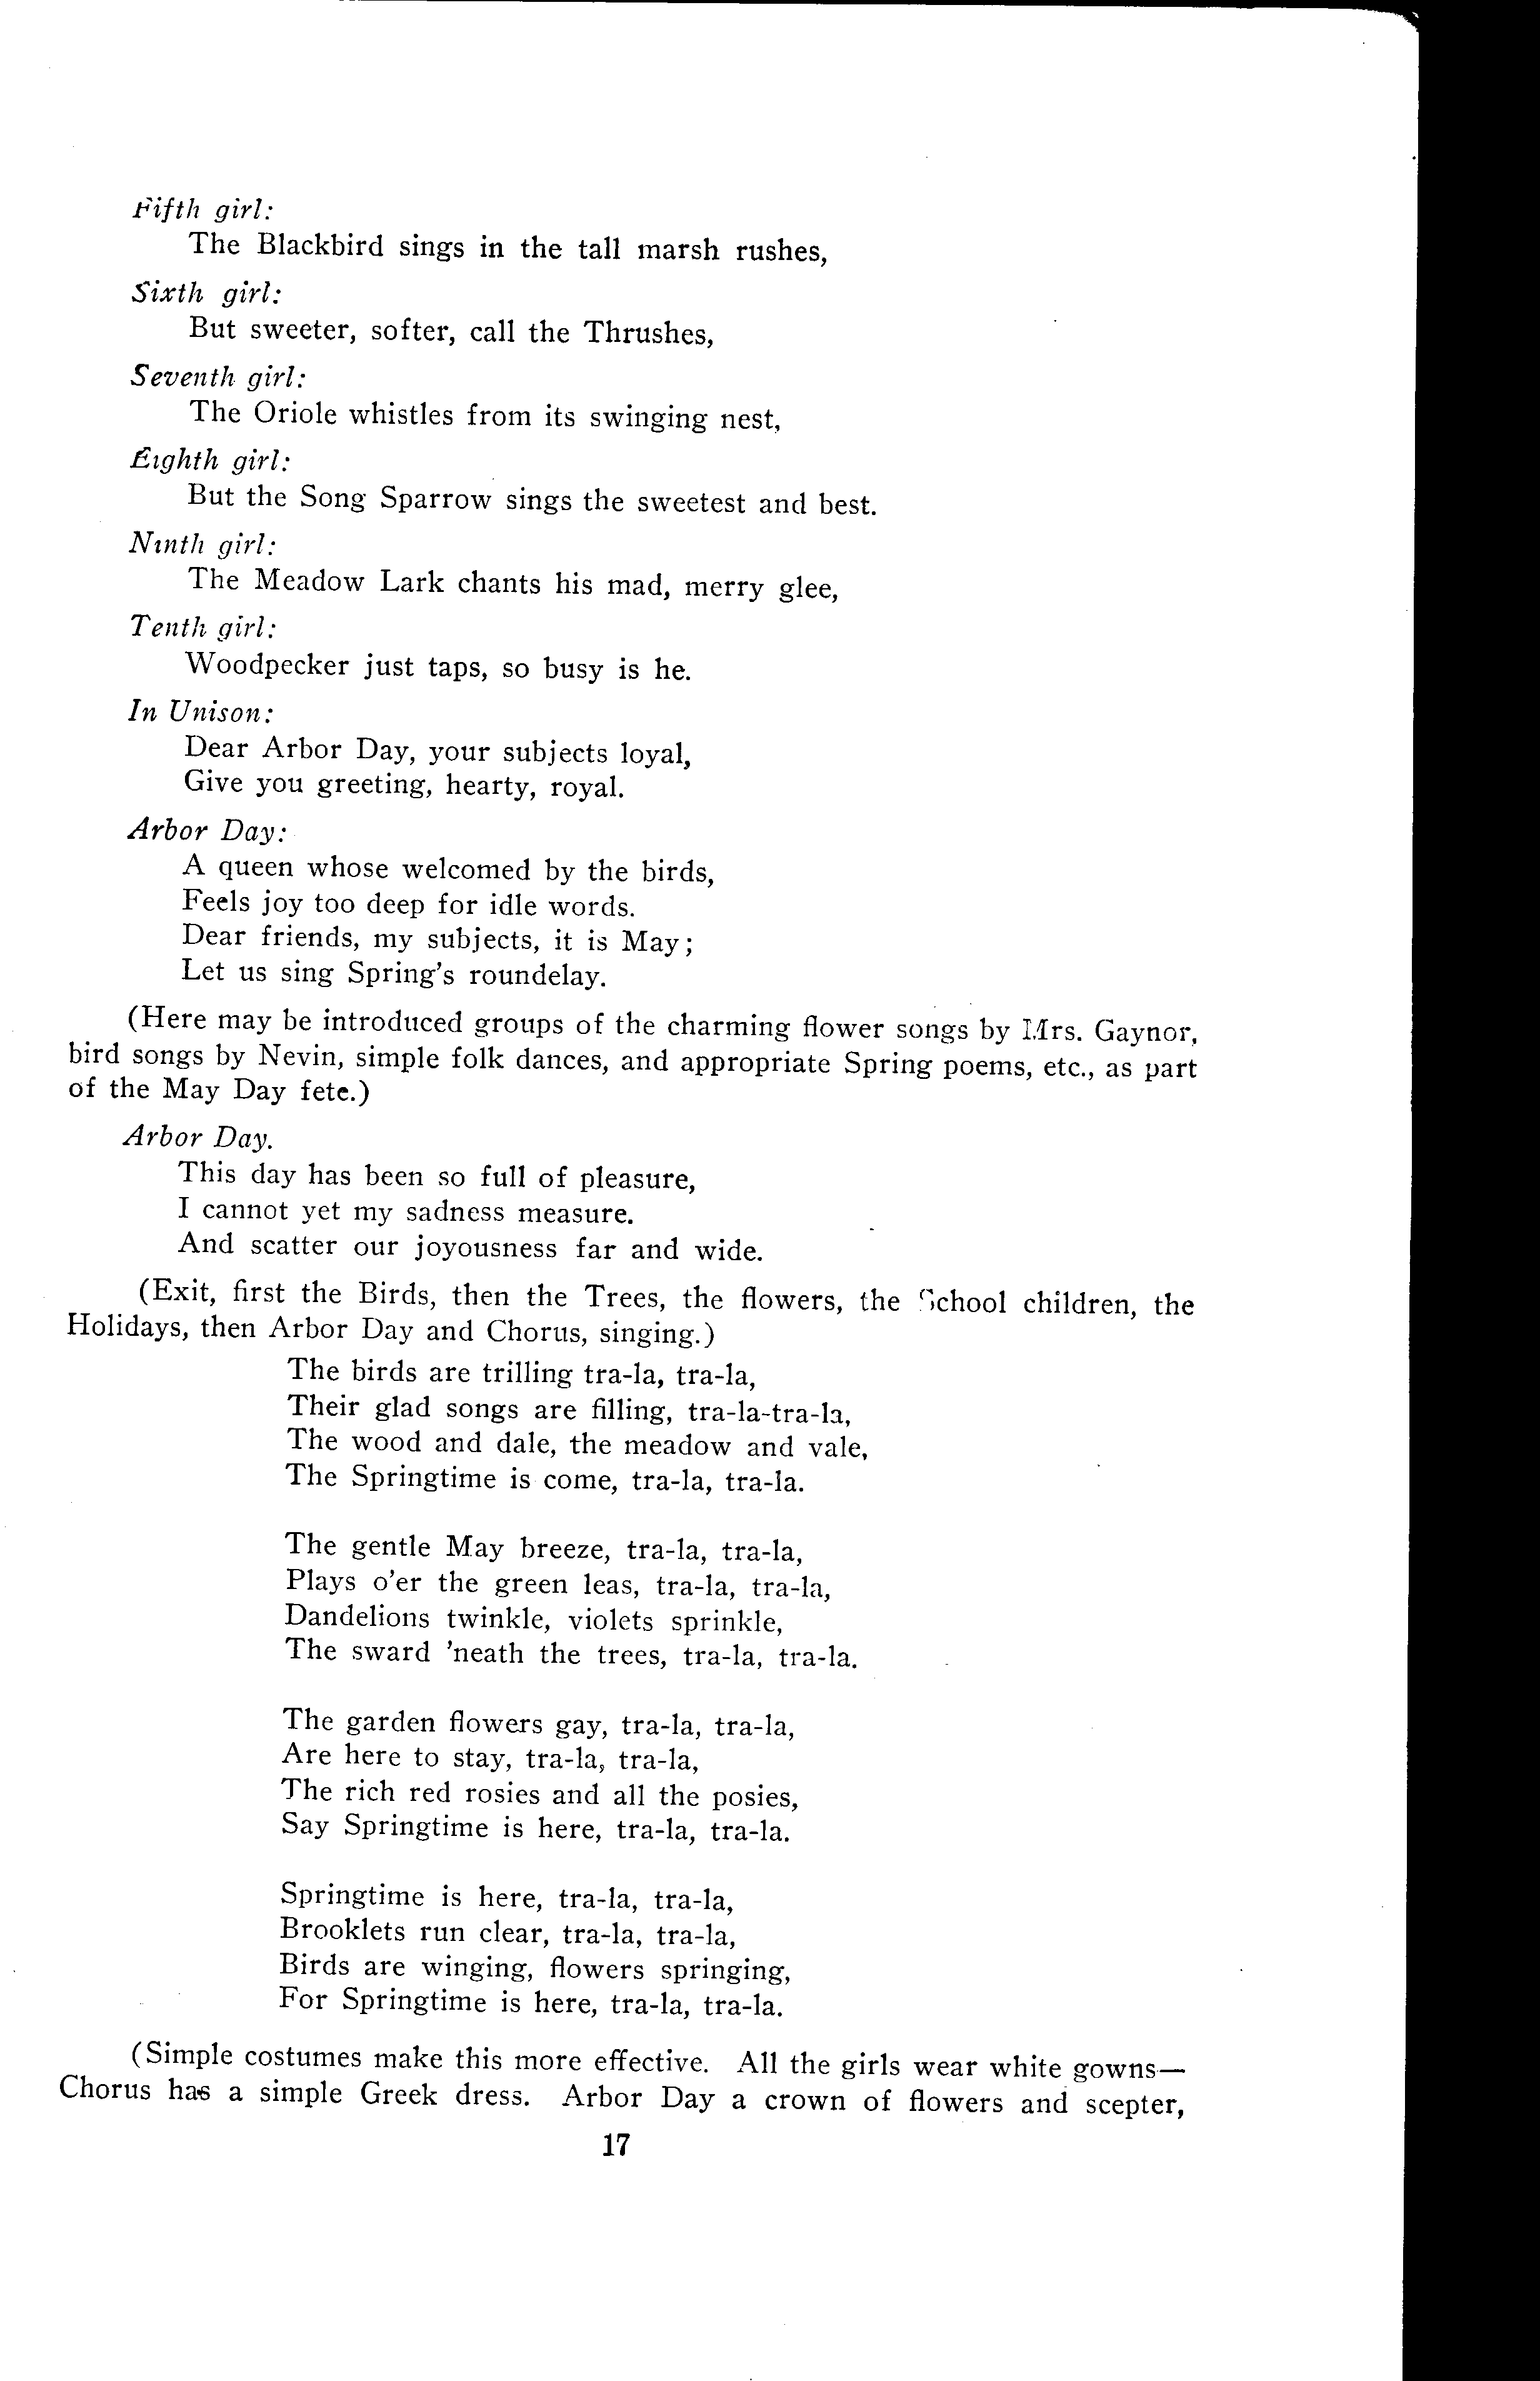 Fifth girl:
The Blackbird sings in the tall marsh rushes,
Sixth girl:
But sweeter, softer, call the Thrushes,
Seventh girl:
The Oriole whistles from its swinging nest,
Eighth girl:
But the Song Sparrow sings the sweetest and best.
Ninth girl:
The Meadow Lark chants his mad, merry glee,
Tenth girl:
Woodpecker just taps, so busy is he.
In Unison:
Dear Arbor Day, your subjects loyal,
Give you greeting, hearty, royal.
Arbor Day:
A queen whose welcomed by the birds,
Feels joy too deep for idle words.
Dear friends, my subjects, it is May;
Let us sing Spring's roundelay.
(Here may be introduced groups of the charming flower songs by Mrs. Gaynor,
bird songs by Nevin, simple folk dances, and appropriate Spring poems, etc., as part
of the May Day fete.)
Arbor Day.
This day has been so full of pleasure,
I cannot yet my sadness measure.
And scatter our joyousness far and wide.
(Exit, first the Birds, then the Trees, the flowers, the School children, the
Holidays, then Arbor Day and Chorus, singing.)
The birds are trilling tra-la, tra-la,
Their glad songs are filling, tra-la-tra-la,
The wood and dale, the meadow and vale,
The Springtime is come, tra-la, tra-la.
The gentle May breeze, tra-la, tra-la,
Plays o'er the green leas, tra-la, tra-la,
Dandelions twinkle, violets sprinkle,
The sward 'neath the trees, tra-la, tra-la.
The garden flowers gay, tra-la, tra-la,
Are here to stay, tra-la, tra-la,
The rich red rosies and all the posies,
Say Springtime is here, tra-la, tra-la.
Springtime is here, tra-la, tra-la,
Brooklets run clear, tra-la, tra-la,
Birds are winging, flowers springing,
For Springtime is here, tra-la, tra-la.
(Simple costumes make this more effective. All the girls wear white gowns—
Chorus has a simple Greek dress. Arbor Day a crown of flowers and scepter,
17